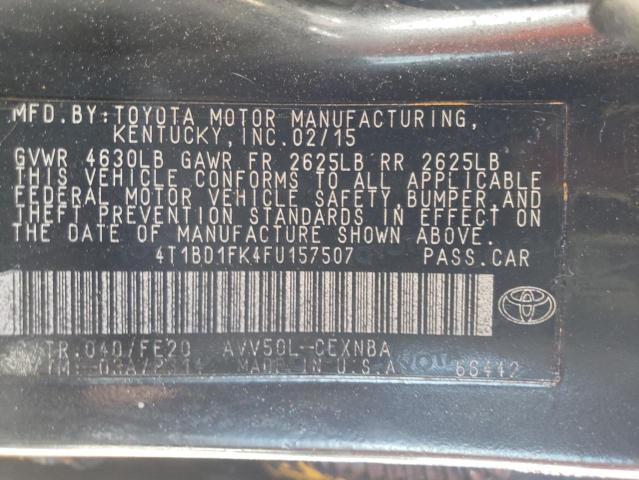 MFD.BY:TOYOTA MOTOR MANUFACTURING,
KENTUCKY,INC.02/15
GVWR 4630LB GAWR FR 2625LB RR 2625LB
THIS VEHICLE CONFORMS TO ALL APPLICABLE
FEDERAL MOTOR VEHICLE SAFETY,BUMPER,AND
THEFT PREVENTION STANDARDS IN EFFECT ON
THE DATE OF MANUFACTURE SHOWN ABOVE.
4T1BD1FK4FU157507 PASS.CAR
/TR:040/FE20 AVV50L-CEXNBA
MADE IN U.S.A 66442